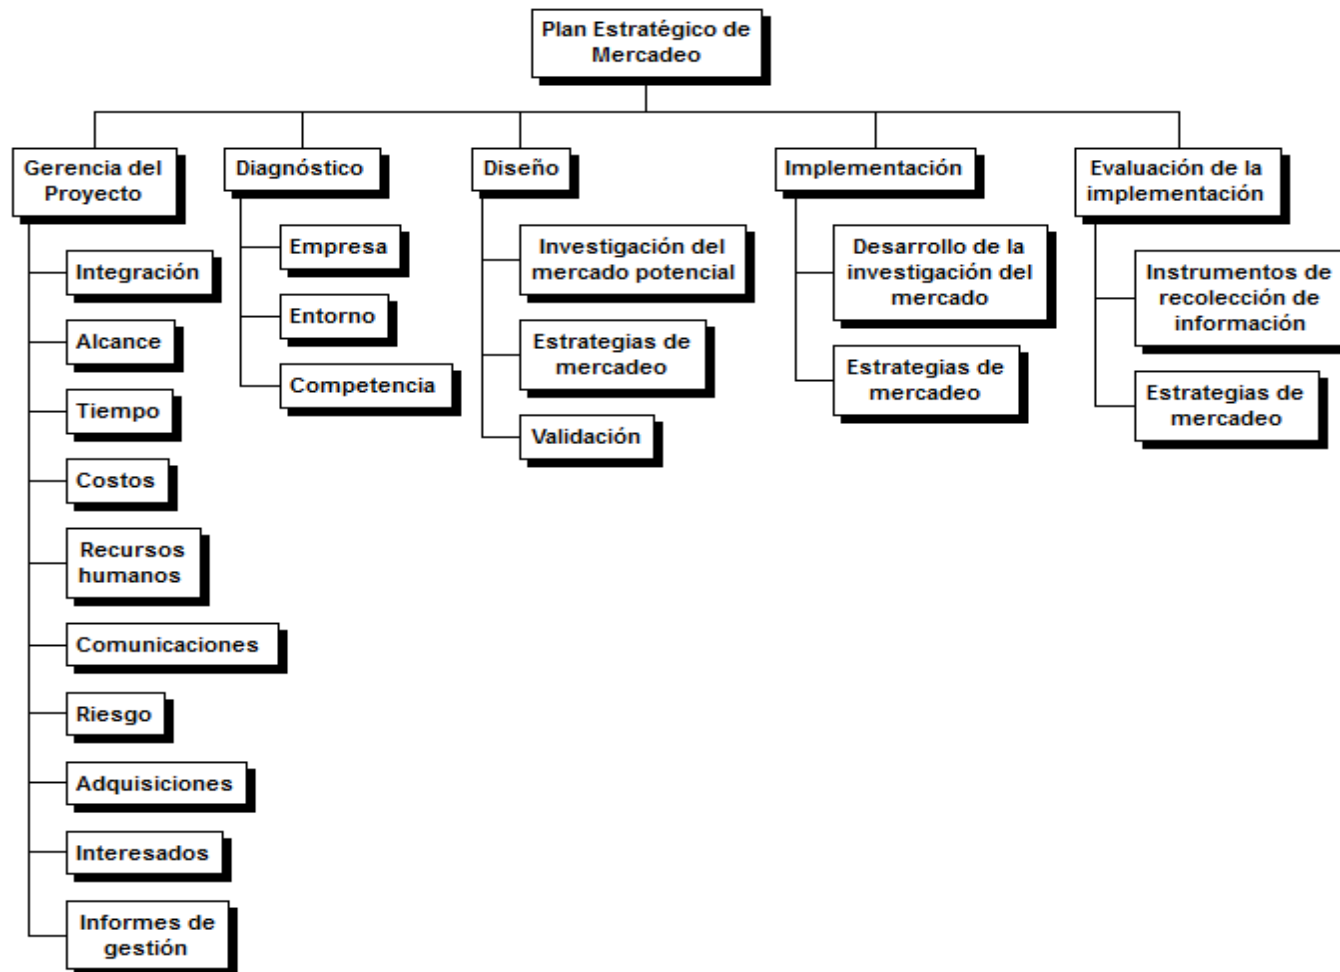 Plan Estratégico de
Mercadeo
Gerencia del
Proyecto
Integración
Alcance
Tiempo
Costos
Recursos
humanos
Comunicaciones
Riesgo
Adquisiciones
Interesados
Informes de
gestión
Diagnóstico
Empresa
Entorno
Competencia
Diseño
Investigación del
mercado potencial
Estrategias de
mercadeo
Validación
Implementación
Desarrollo de la
investigación del
mercado
Estrategias de
mercadeo
Evaluación de la
implementación
Instrumentos de
recolección de
información
Estrategias de
mercadeo